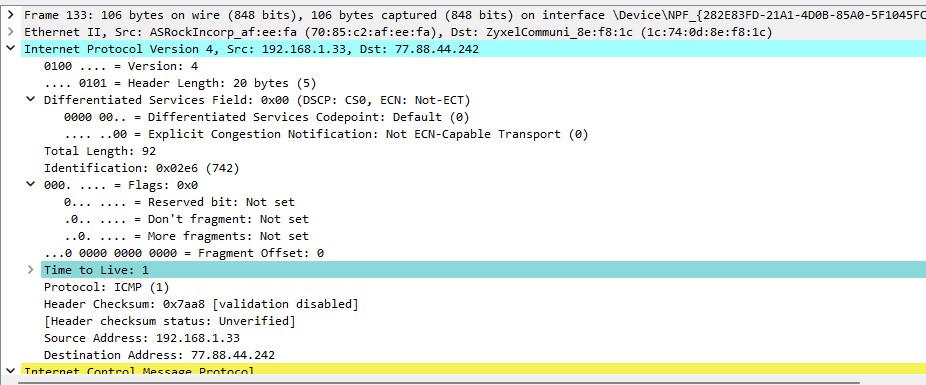 Frame 133: 106 bytes on wire (848 bits), 106 bytes captured (848 bits) on interface \Device\NPF_{282E83FD-21A1-4D0B-85A0-5F1045FC
Ethernet II, Src: ASRockIncorp_af:ee:fa (70:85:c2:af:ee:fa), Dst: ZyxelCommuni_8e:f8:1c (1c:74:0d:8e:f8:1c)
Internet Protocol Version 4, Src: 192.168.1.33, Dst: 77.88.44.242
0100 .... = Version: 4
.... 0101 = Header Length: 20 bytes (5)
Differentiated Services Field: 0x00 (DSCP: CS0, ECN: Not-ECT)
0000 00.. = Differentiated Services Codepoint: Default (0)
.... ..00 = Explicit Congestion Notification: Not ECN-Capable Transport (0)
Total Length: 92
Identification: 0x02e6 (742)
000. .... = Flags: 0x0
0... .... = Reserved bit: Not set
.0.. .... = Don't fragment: Not set
..0. .... = More fragments: Not set
...0 0000 0000 0000 = Fragment Offset: 0
Time to Live: 1
Protocol: ICMP (1)
Header Checksum: 0x7aa8 [validation disabled]
[Header checksum status: Unverified]
Source Address: 192.168.1.33
Destination Address: 77.88.44.242
Internet Control Message Protocol